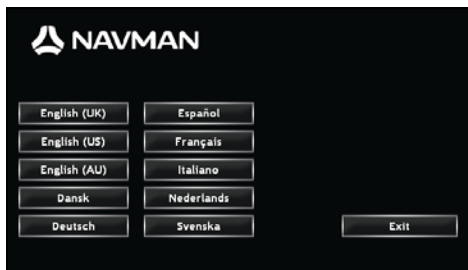 NAVMAN
English (UK)
English (US)
English (AU)
Dansk
Deutsch
Español
Français
Italiano
Nederlands
Svenska
Exit